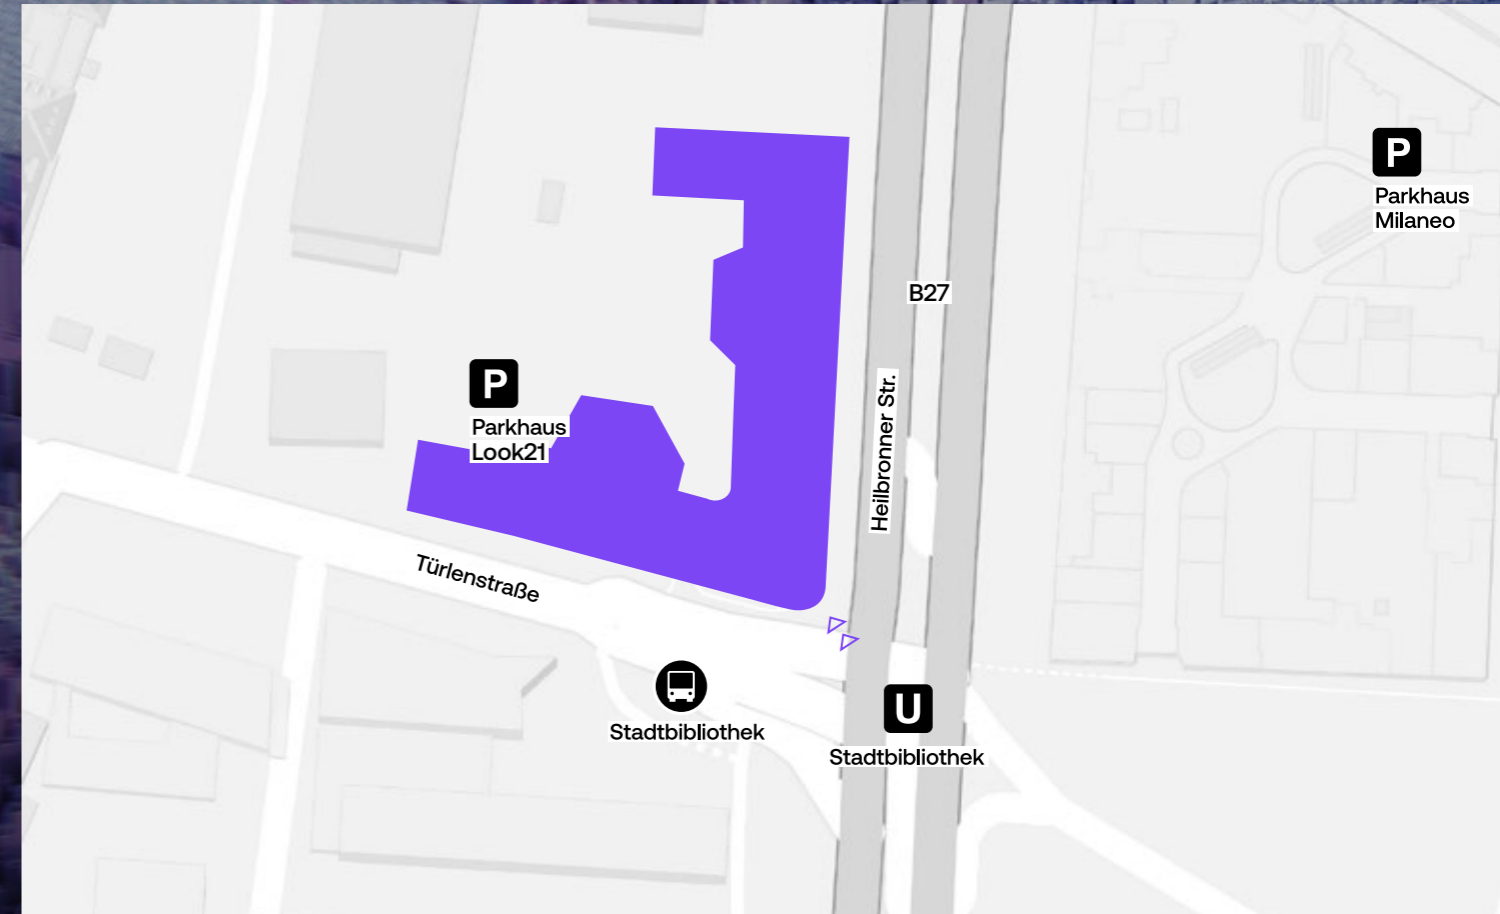 P
Parkhaus
Milaneo
B27
P
Parkhaus
Look21
Heilbronner Str.
Türlenstraße
Stadtbibliothek
U
Stadtbibliothek